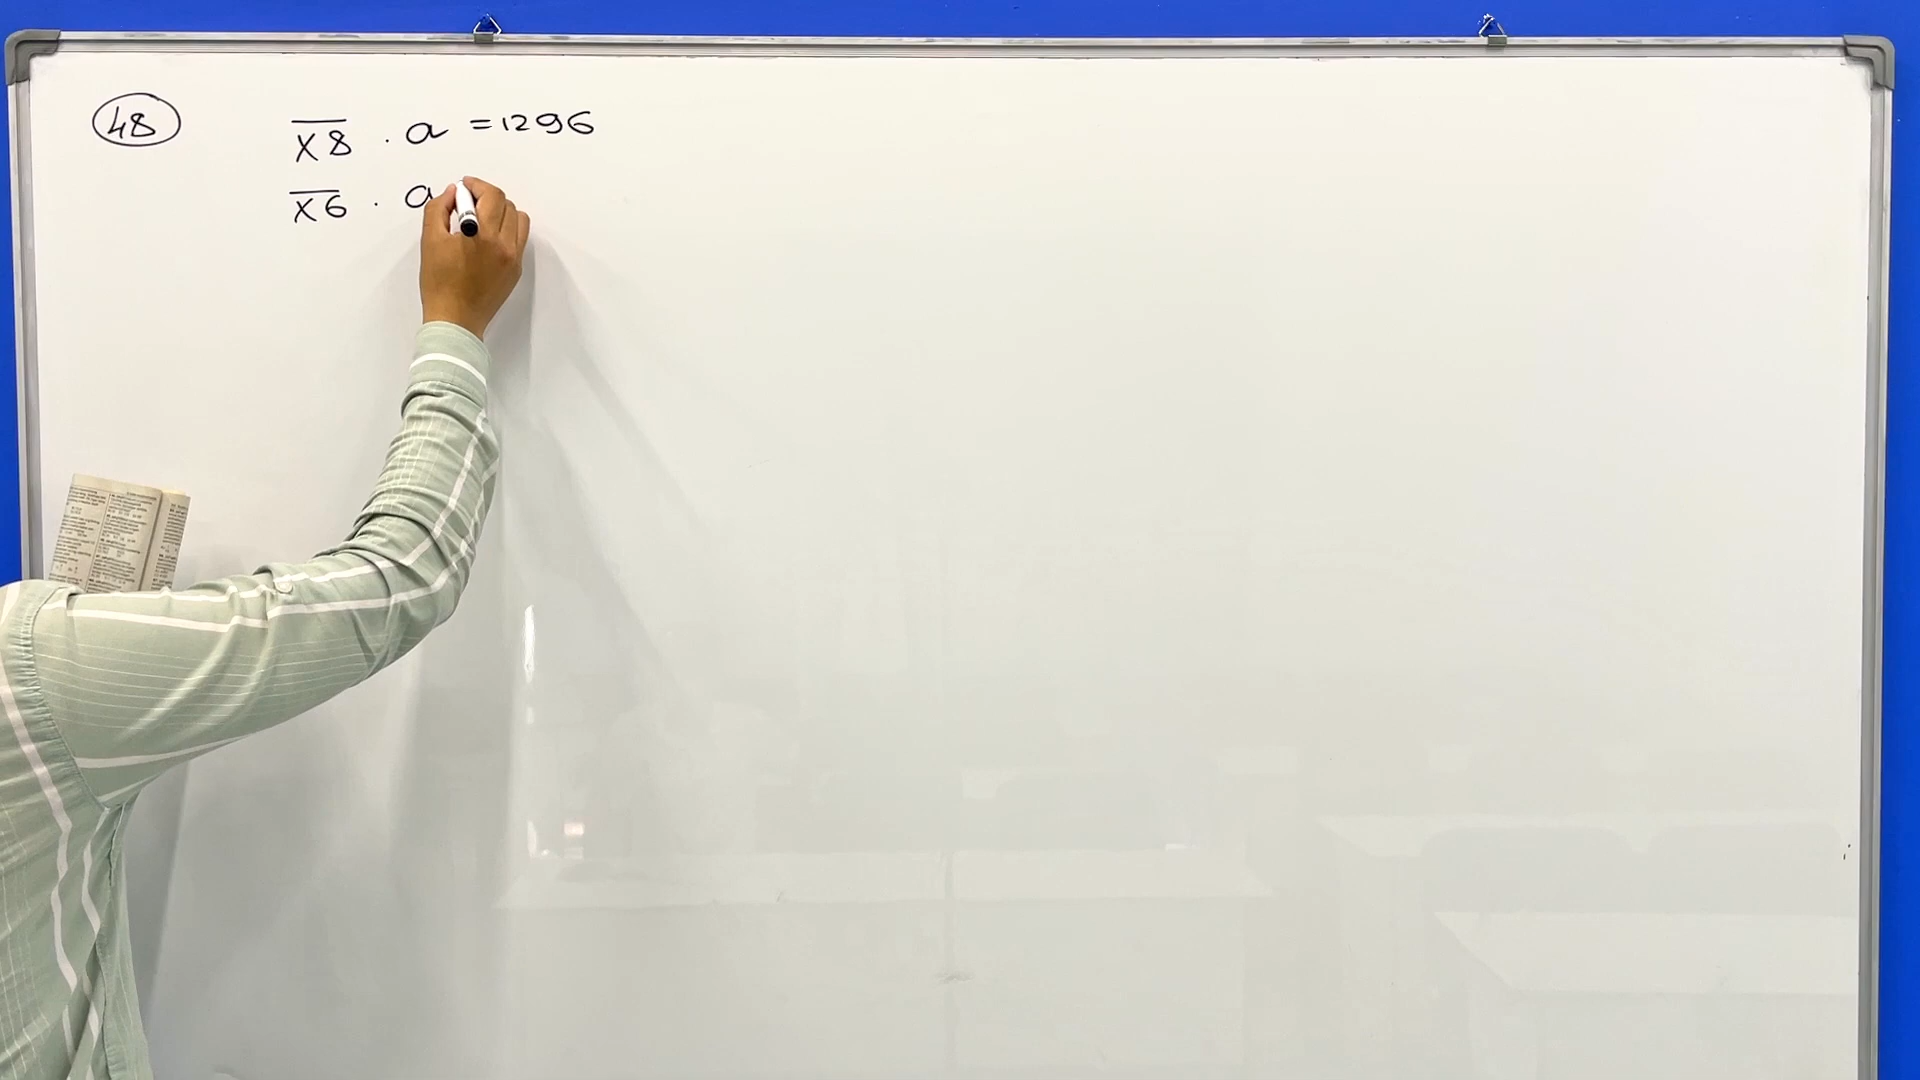 48
x8 · a = 1296
x6 · a